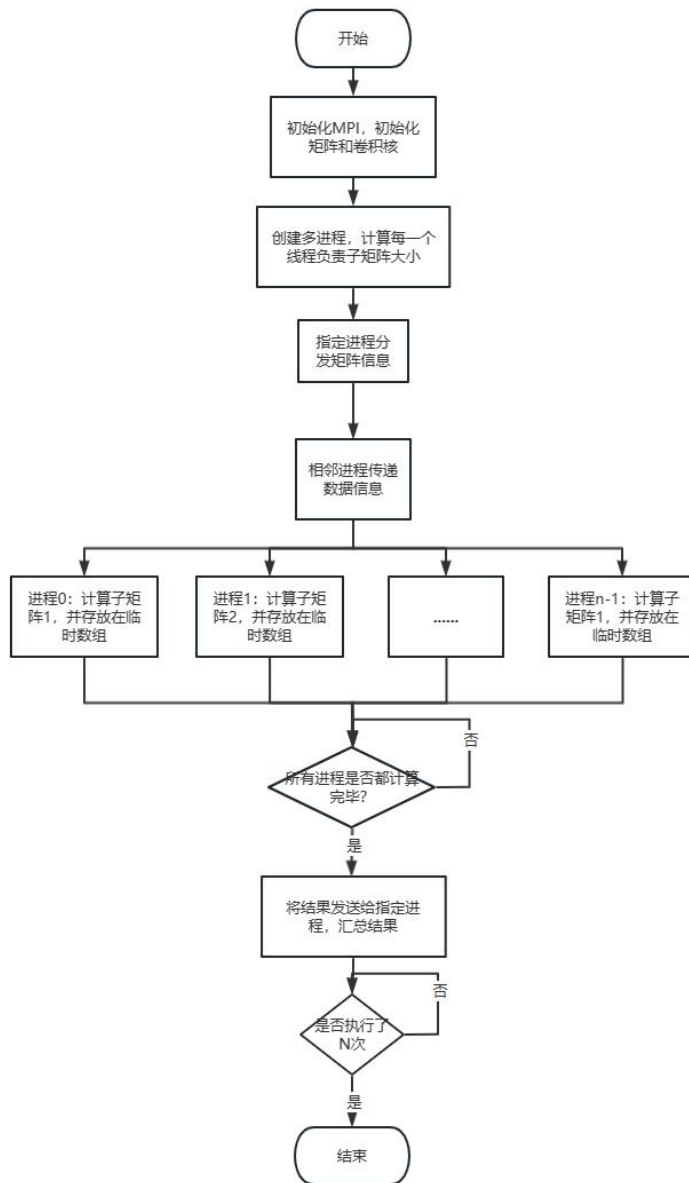 开始
初始化MPI，初始化
矩阵和卷积核
创建多进程，计算每一个
线程负责子矩阵大小
指定进程分
发矩阵信息
相邻进程传递
数据信息
进程0：计算子矩
阵1，并存放在临
时数组
进程1：计算子矩
阵2，并存放在临
时数组
......
进程n-1：计算子
矩阵1，并存放在
临时数组
否
所有进程是否都计算
完毕？
是
将结果发送给指定进
程，汇总结果
否
是否执行了
N次
是
结束